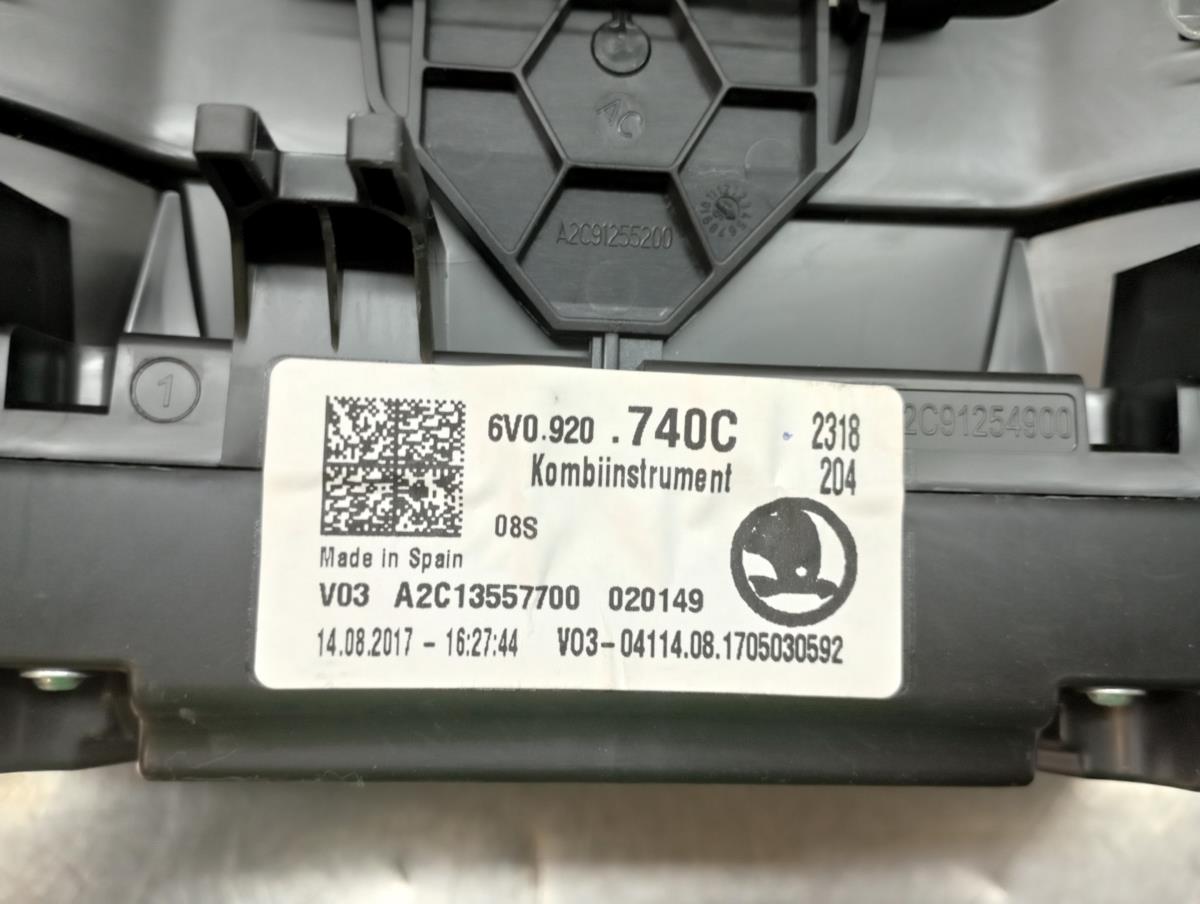 AC
A2C91255200
1
2C91254900
6V0.920 .740C 2318
Kombiinstrument 204
08S
Made in Spain
V03 A2C13557700 020149
14.08.2017 - 16:27:44 V03-04114.08.1705030592